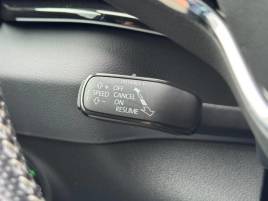 + OFF
SPEED CANCEL
- ON
RESUME